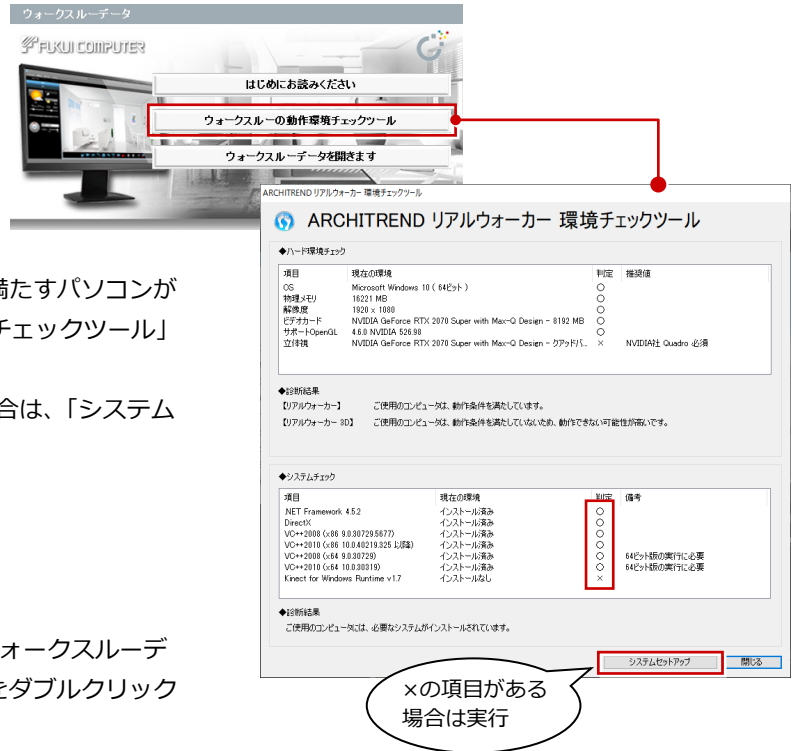 ウォークスルーデータ
FUKUI COMPUTER
はじめにお読みください
ウォークスルーの動作環境チェックツール
ウォークスルーデータを開きます
ARCHITREND リアルウォーカー 環境チェックツール
ARCHITREND リアルウォーカー 環境チェックツール
◆ハード環境チェック
項目 現在の環境 判定 推奨値
OS Microsoft Windows 10 ( 64ビット ) ○
物理メモリ 16221 MB ○
解像度 1920 × 1080 ○
ビデオカード NVIDIA GeForce RTX 2070 Super with Max-Q Design - 8192 MB ○
サポートOpenGL 4.6.0 NVIDIA 526.98 ○
立体視 NVIDIA GeForce RTX 2070 Super with Max-Q Design - クアッドバ... × NVIDIA社 Quadro 必須
◆診断結果
【リアルウォーカー】 ご使用のコンピュータは、動作条件を満たしています。
【リアルウォーカー 3D】 ご使用のコンピュータは、動作条件を満たしていないため、動作できない可能性が高いです。
◆システムチェック
項目 現在の環境 判定 備考
.NET Framework 4.5.2 インストール済み ○
DirectX インストール済み ○
VC++2008 (x86 9.0.30729.5677) インストール済み ○
VC++2010 (x86 10.0.40219.325 以降) インストール済み ○
VC++2008 (x64 9.0.30729) インストール済み ○ 64ビット版の実行に必要
VC++2010 (x64 10.0.30319) インストール済み ○ 64ビット版の実行に必要
Kinect for Windows Runtime v1.7 インストールなし ×
◆診断結果
ご使用のコンピュータには、必要なシステムがインストールされています。
システムセットアップ 閉じる
×の項目がある
場合は実行
満たすパソコンが
チェックツール」
合は、「システム
ォークスルーデ
をダブルクリック